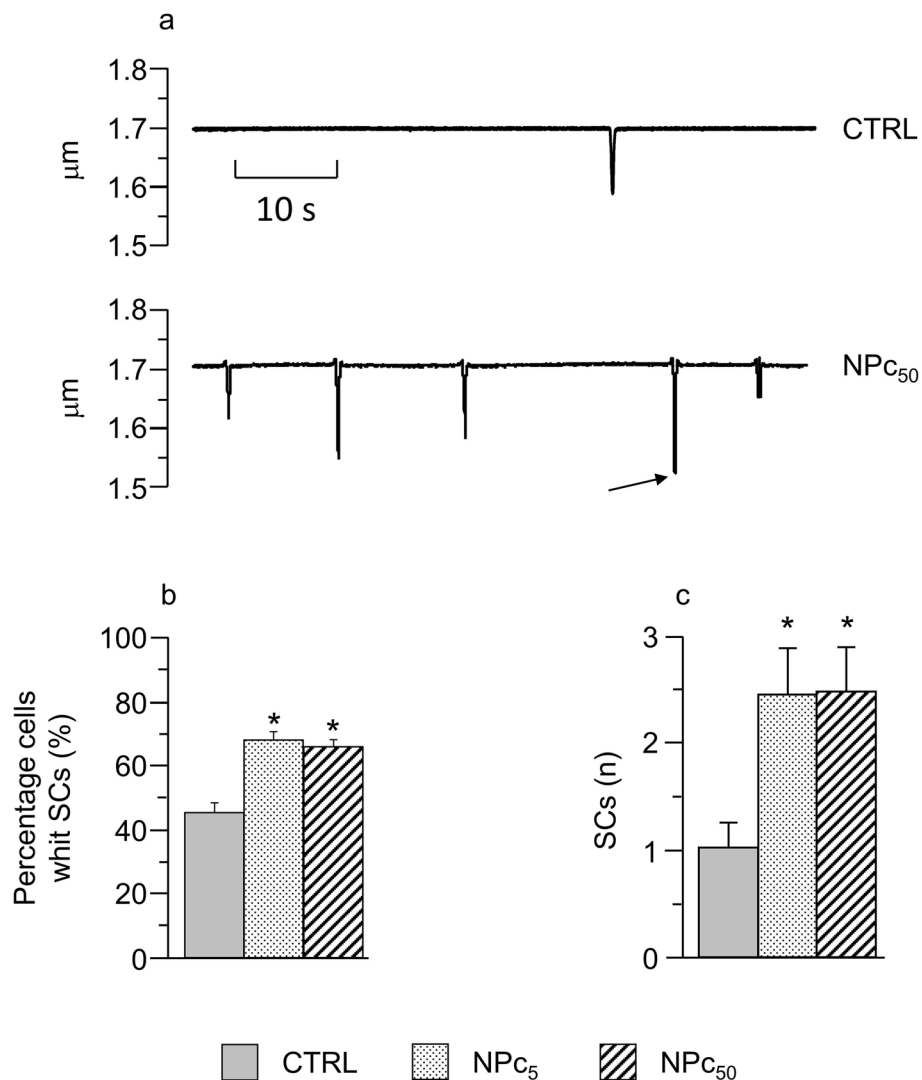 a
1.8
1.7
1.6
1.5
μm
10 s
CTRL
1.8
1.7
1.6
1.5
μm
NPc₅₀
b
100
80
60
40
20
0
Percentage cells
whit SCs (%)
* *
c
3
2
1
0
SCs (n)
* *
CTRL NPc₅ NPc₅₀